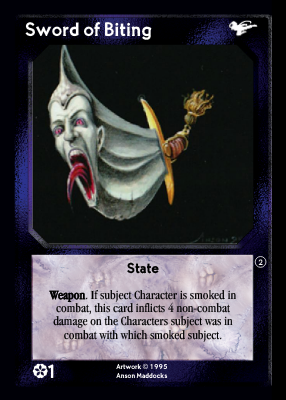 Sword of Biting
State
2
Weapon. If subject Character is smoked in
combat, this card inflicts 4 non-combat
damage on the Characters subject was in
combat with which smoked subject.
1
Artwork © 1995
Anson Maddocks